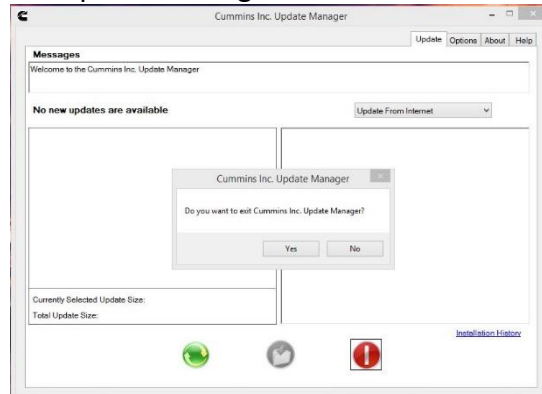 Cummins Inc. Update Manager
Update Options About Help
Messages
Welcome to the Cummins Inc. Update Manager
No new updates are available
Update From Internet
Cummins Inc. Update Manager
Do you want to exit Cummins Inc. Update Manager?
Yes No
Currently Selected Update Size:
Total Update Size:
Installation History